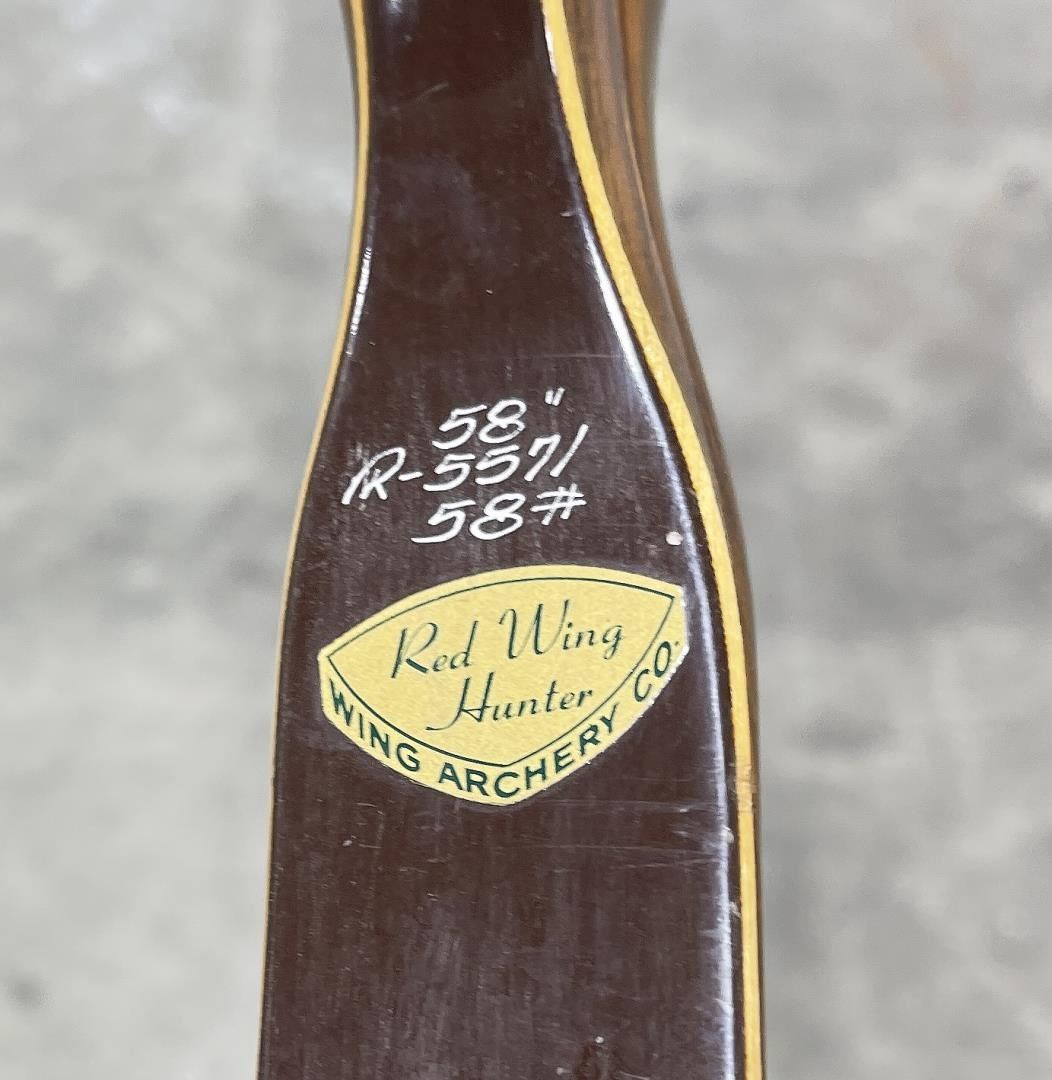 58"
R-5571
58#
Red Wing
Hunter
WING ARCHERY CO.